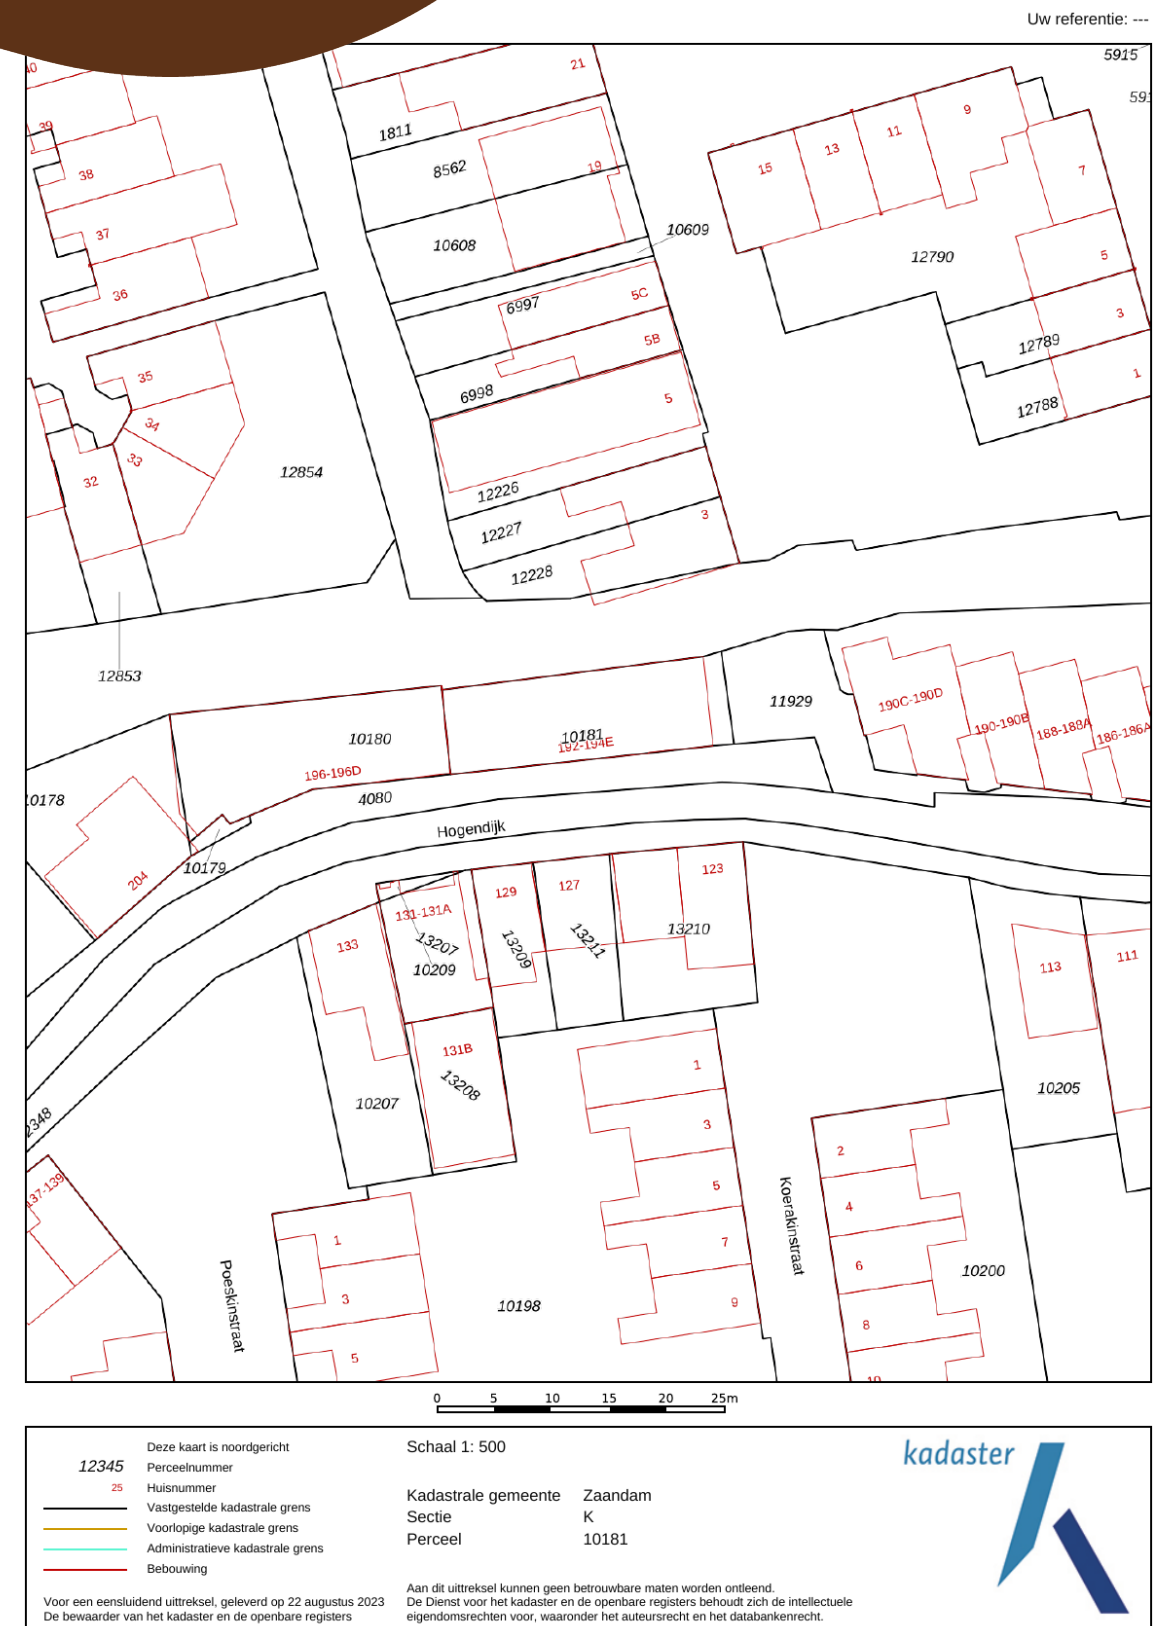 Uw referentie: ---
5915
40
21
39
1811
9
11
13
15
38
8562
19
7
37
10608
10609
12790
5
36
6997
5C
3
5B
12789
35
6998
5
1
34
12788
33
32
12854
12226
3
12227
12228
12853
11929
190C-190D
10180
10181
192-194E
190-190B
188-188A
186-186A
196-196D
10178
4080
Hogendijk
10179
204
129
127
123
131-131A
133
13207
13209
13211
13210
10209
113
111
131B
1
13208
10205
10207
3
2348
2
137-139
5
Koerakinstraat
4
1
7
6
10200
Poeskinstraat
3
10198
9
8
5
10
0 5 10 15 20 25m
Deze kaart is noordgericht
12345 Perceelnummer
25 Huisnummer
Vastgestelde kadastrale grens
Voorlopige kadastrale grens
Administratieve kadastrale grens
Bebouwing
Voor een eensluidend uittreksel, geleverd op 22 augustus 2023
De bewaarder van het kadaster en de openbare registers
Schaal 1: 500
Kadastrale gemeente Zaandam
Sectie K
Perceel 10181
Aan dit uittreksel kunnen geen betrouwbare maten worden ontleend.
De Dienst voor het kadaster en de openbare registers behoudt zich de intellectuele
eigendomsrechten voor, waaronder het auteursrecht en het databankenrecht.
kadaster